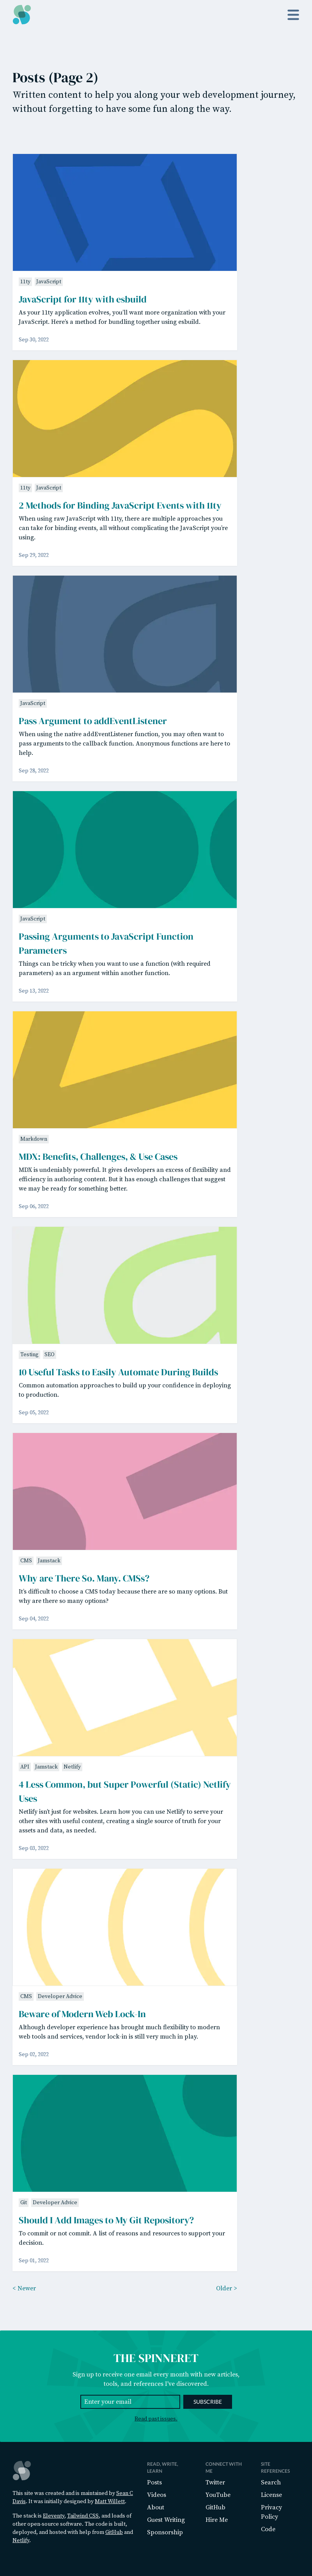 Posts (Page 2)
Written content to help you along your web development journey,
without forgetting to have some fun along the way.
11ty JavaScript
JavaScript for 11ty with esbuild
As your 11ty application evolves, you'll want more organization with your
JavaScript. Here's a method for bundling together using esbuild.
Sep 30, 2022
11ty JavaScript
2 Methods for Binding JavaScript Events with 11ty
When using raw JavaScript with 11ty, there are multiple approaches you
can take for binding events, all without complicating the JavaScript you're
using.
Sep 29, 2022
JavaScript
Pass Argument to addEventListener
When using the native addEventListener function, you may often want to
pass arguments to the callback function. Anonymous functions are here to
help.
Sep 28, 2022
JavaScript
Passing Arguments to JavaScript Function
Parameters
Things can be tricky when you want to use a function (with required
parameters) as an argument within another function.
Sep 13, 2022
Markdown
MDX: Benefits, Challenges, & Use Cases
MDX is undeniably powerful. It gives developers an excess of flexibility and
efficiency in authoring content. But it has enough challenges that suggest
we may be ready for something better.
Sep 06, 2022
Testing SEO
10 Useful Tasks to Easily Automate During Builds
Common automation approaches to build up your confidence in deploying
to production.
Sep 05, 2022
CMS Jamstack
Why are There So. Many. CMSs?
It's difficult to choose a CMS today because there are so many options. But
why are there so many options?
Sep 04, 2022
API Jamstack Netlify
4 Less Common, but Super Powerful (Static) Netlify
Uses
Netlify isn't just for websites. Learn how you can use Netlify to serve your
other sites with useful content, creating a single source of truth for your
assets and data, as needed.
Sep 03, 2022
CMS Developer Advice
Beware of Modern Web Lock-In
Although developer experience has brought much flexibility to modern
web tools and services, vendor lock-in is still very much in play.
Sep 02, 2022
Git Developer Advice
Should I Add Images to My Git Repository?
To commit or not commit. A list of reasons and resources to support your
decision.
Sep 01, 2022
< Newer Older >
THE SPINNERET
Sign up to receive one email every month with new articles,
tools, and references I've discovered.
Enter your email SUBSCRIBE
Read past issues.
This site was created and is maintained by Sean C
Davis. It was initially designed by Matt Willett.
The stack is Eleventy, Tailwind CSS, and loads of
other open source software. The code is built,
deployed, and hosted with help from GitHub and
Netlify.
READ, WRITE,
LEARN
Posts
Videos
About
Guest Writing
Sponsorship
CONNECT WITH
ME
Twitter
YouTube
GitHub
Hire Me
SITE
REFERENCES
Search
License
Privacy
Policy
Code